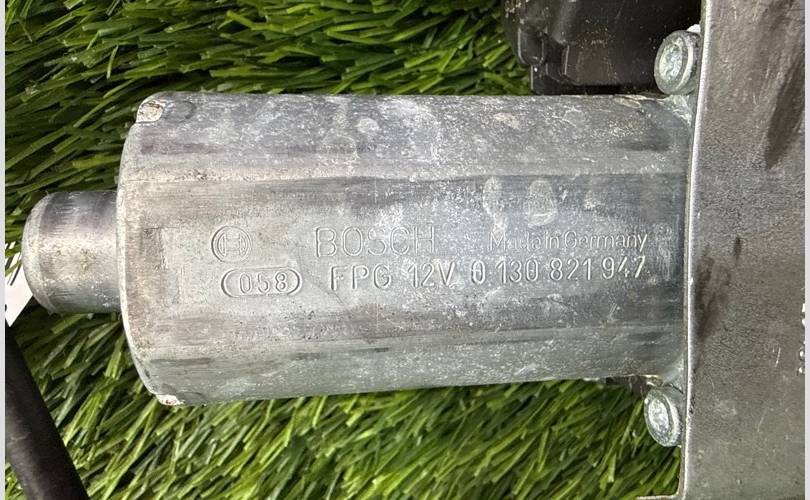 BOSCH Made in Germany
058 FPG 12V 0 130 821 947